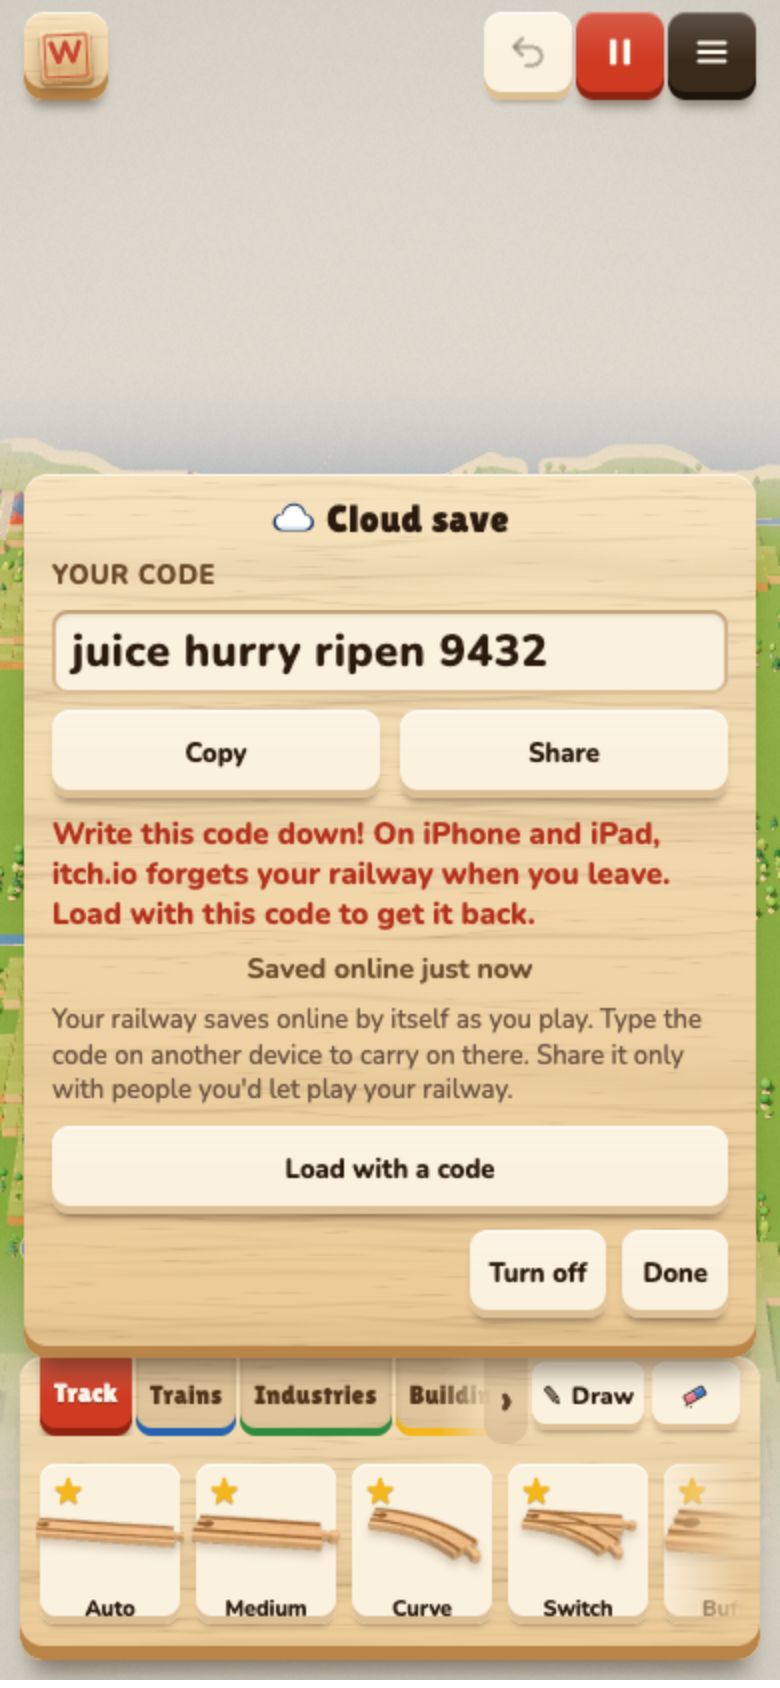 W
Cloud save
YOUR CODE
juice hurry ripen 9432
Copy Share
Write this code down! On iPhone and iPad,
itch.io forgets your railway when you leave.
Load with this code to get it back.
Saved online just now
Your railway saves online by itself as you play. Type the
code on another device to carry on there. Share it only
with people you'd let play your railway.
Load with a code
Turn off Done
Track Trains Industries Draw
Auto Medium Curve Switch